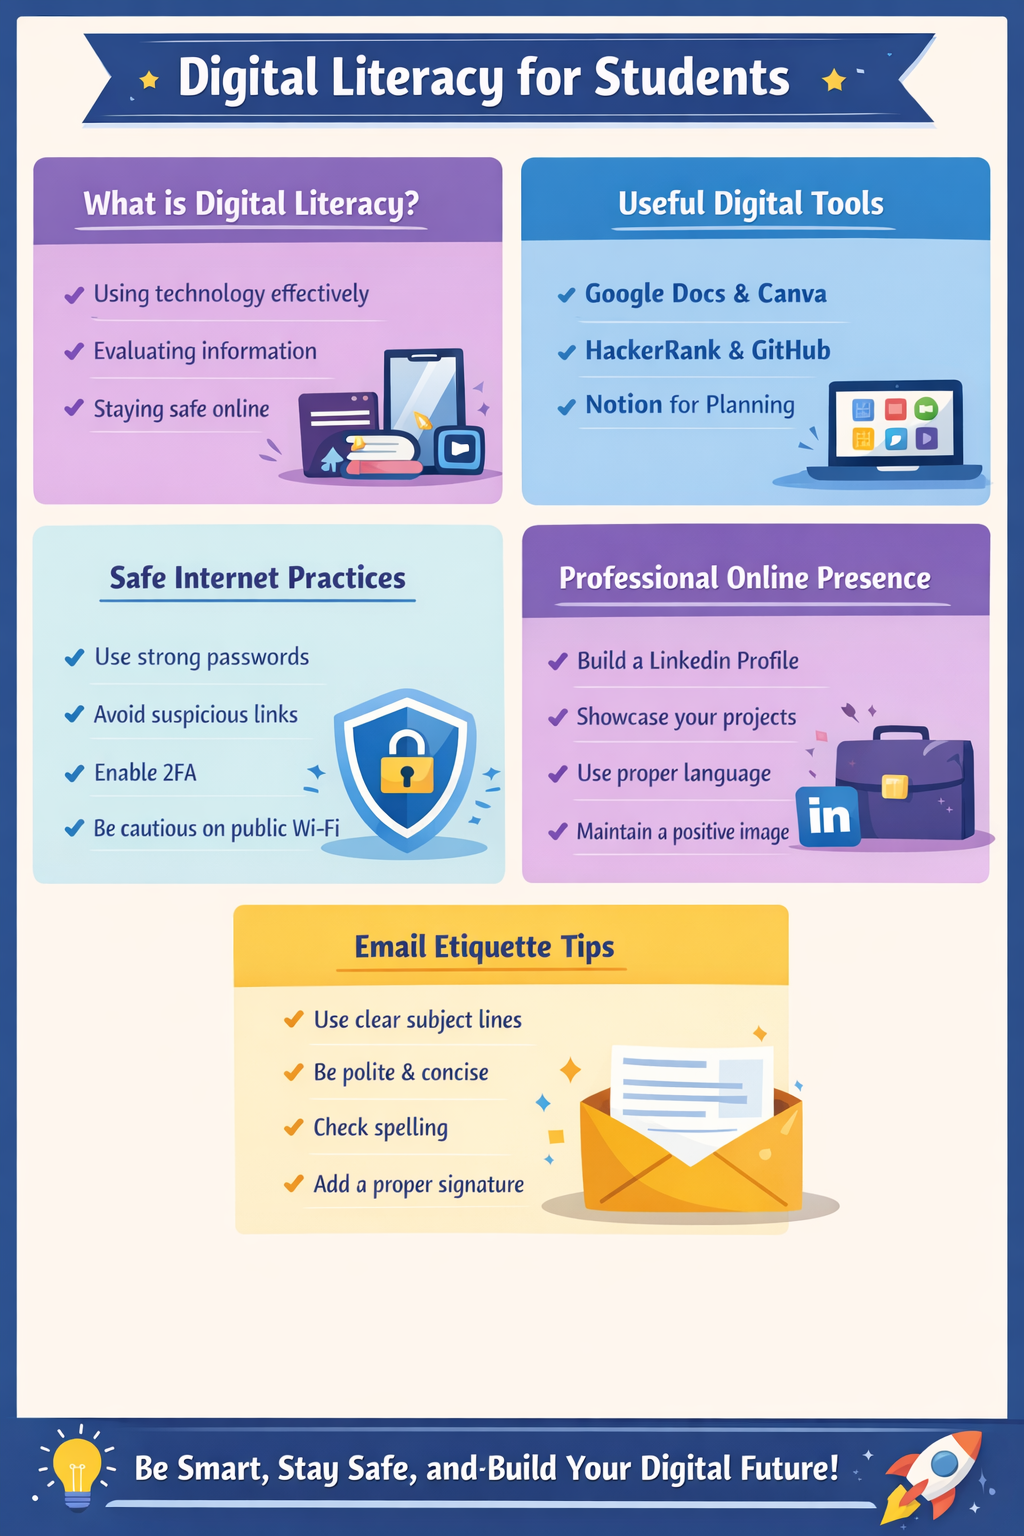 Digital Literacy for Students
What is Digital Literacy?
Using technology effectively
Evaluating information
Staying safe online
Useful Digital Tools
Google Docs & Canva
HackerRank & GitHub
Notion for Planning
Safe Internet Practices
Use strong passwords
Avoid suspicious links
Enable 2FA
Be cautious on public Wi-Fi
Professional Online Presence
Build a Linkedin Profile
Showcase your projects
Use proper language
Maintain a positive image
in
Email Etiquette Tips
Use clear subject lines
Be polite & concise
Check spelling
Add a proper signature
Be Smart, Stay Safe, and-Build Your Digital Future!